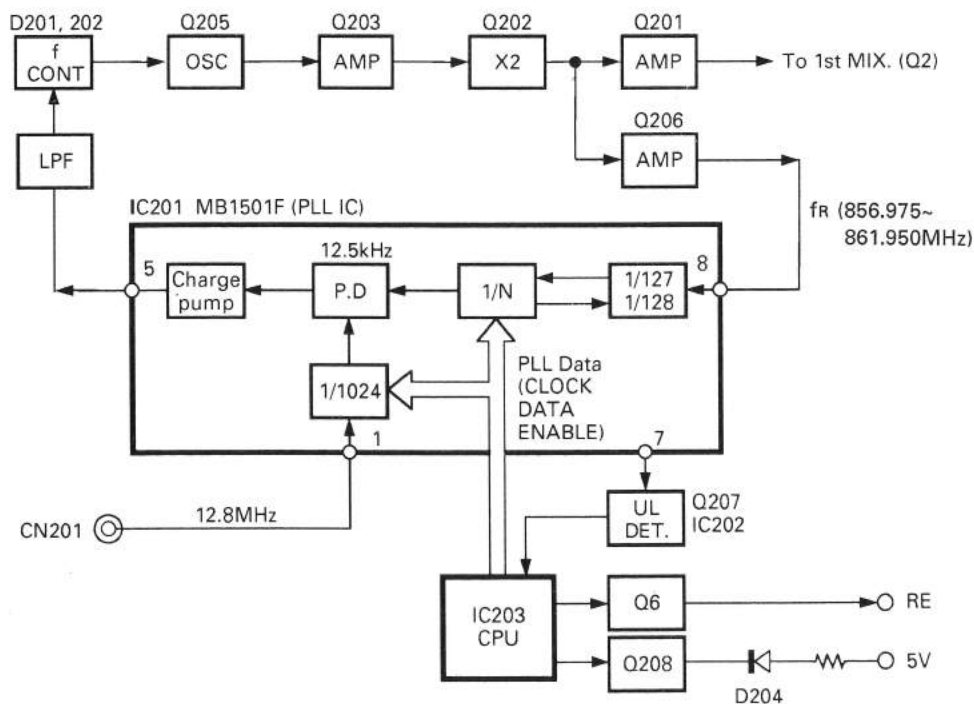 D201, 202
Q205
Q203
Q202
Q201
f
CONT
OSC
AMP
X2
AMP
To 1st MIX. (Q2)
Q206
LPF
AMP
fR (856.975~
861.950MHz)
IC201 MB1501F (PLL IC)
12.5kHz
5
8
Charge
pump
P.D
1/N
1/127
1/128
1/1024
PLL Data
(CLOCK
DATA
ENABLE)
1
7
12.8MHz
CN201
UL
DET.
Q207
IC202
IC203
CPU
Q6
RE
Q208
5V
D204